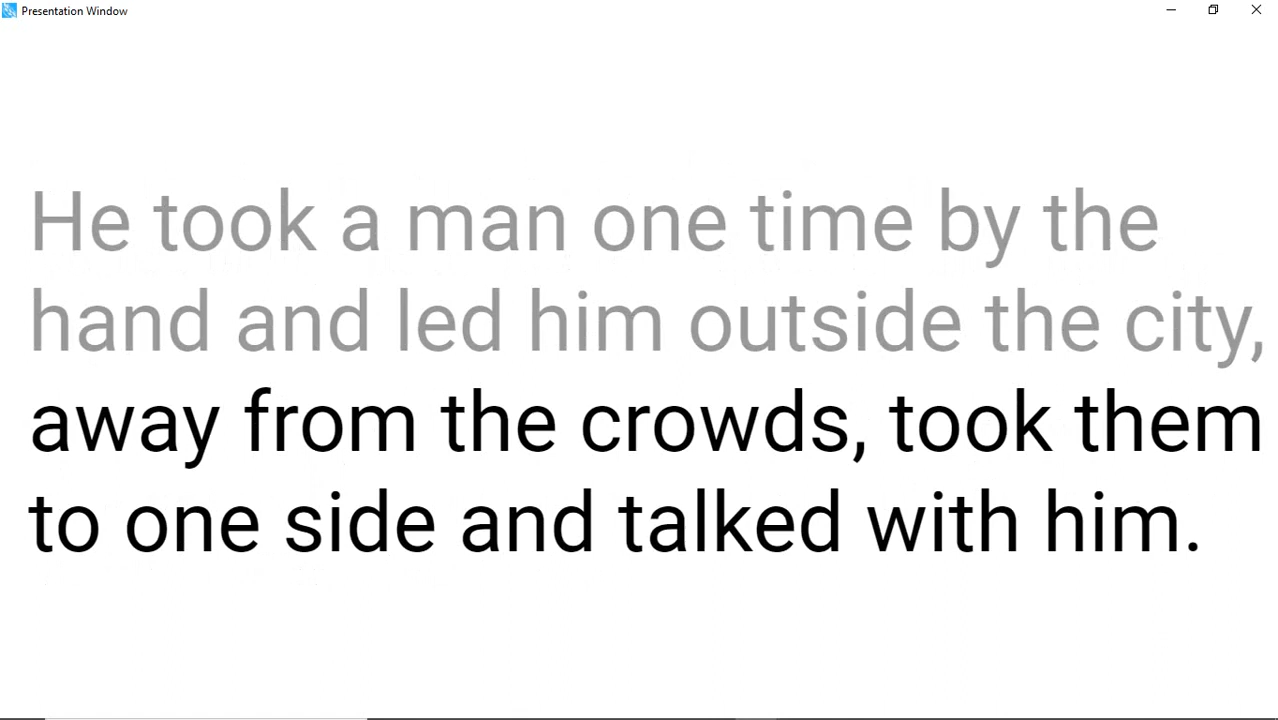 Presentation Window
He took a man one time by the
hand and led him outside the city,
away from the crowds, took them
to one side and talked with him.